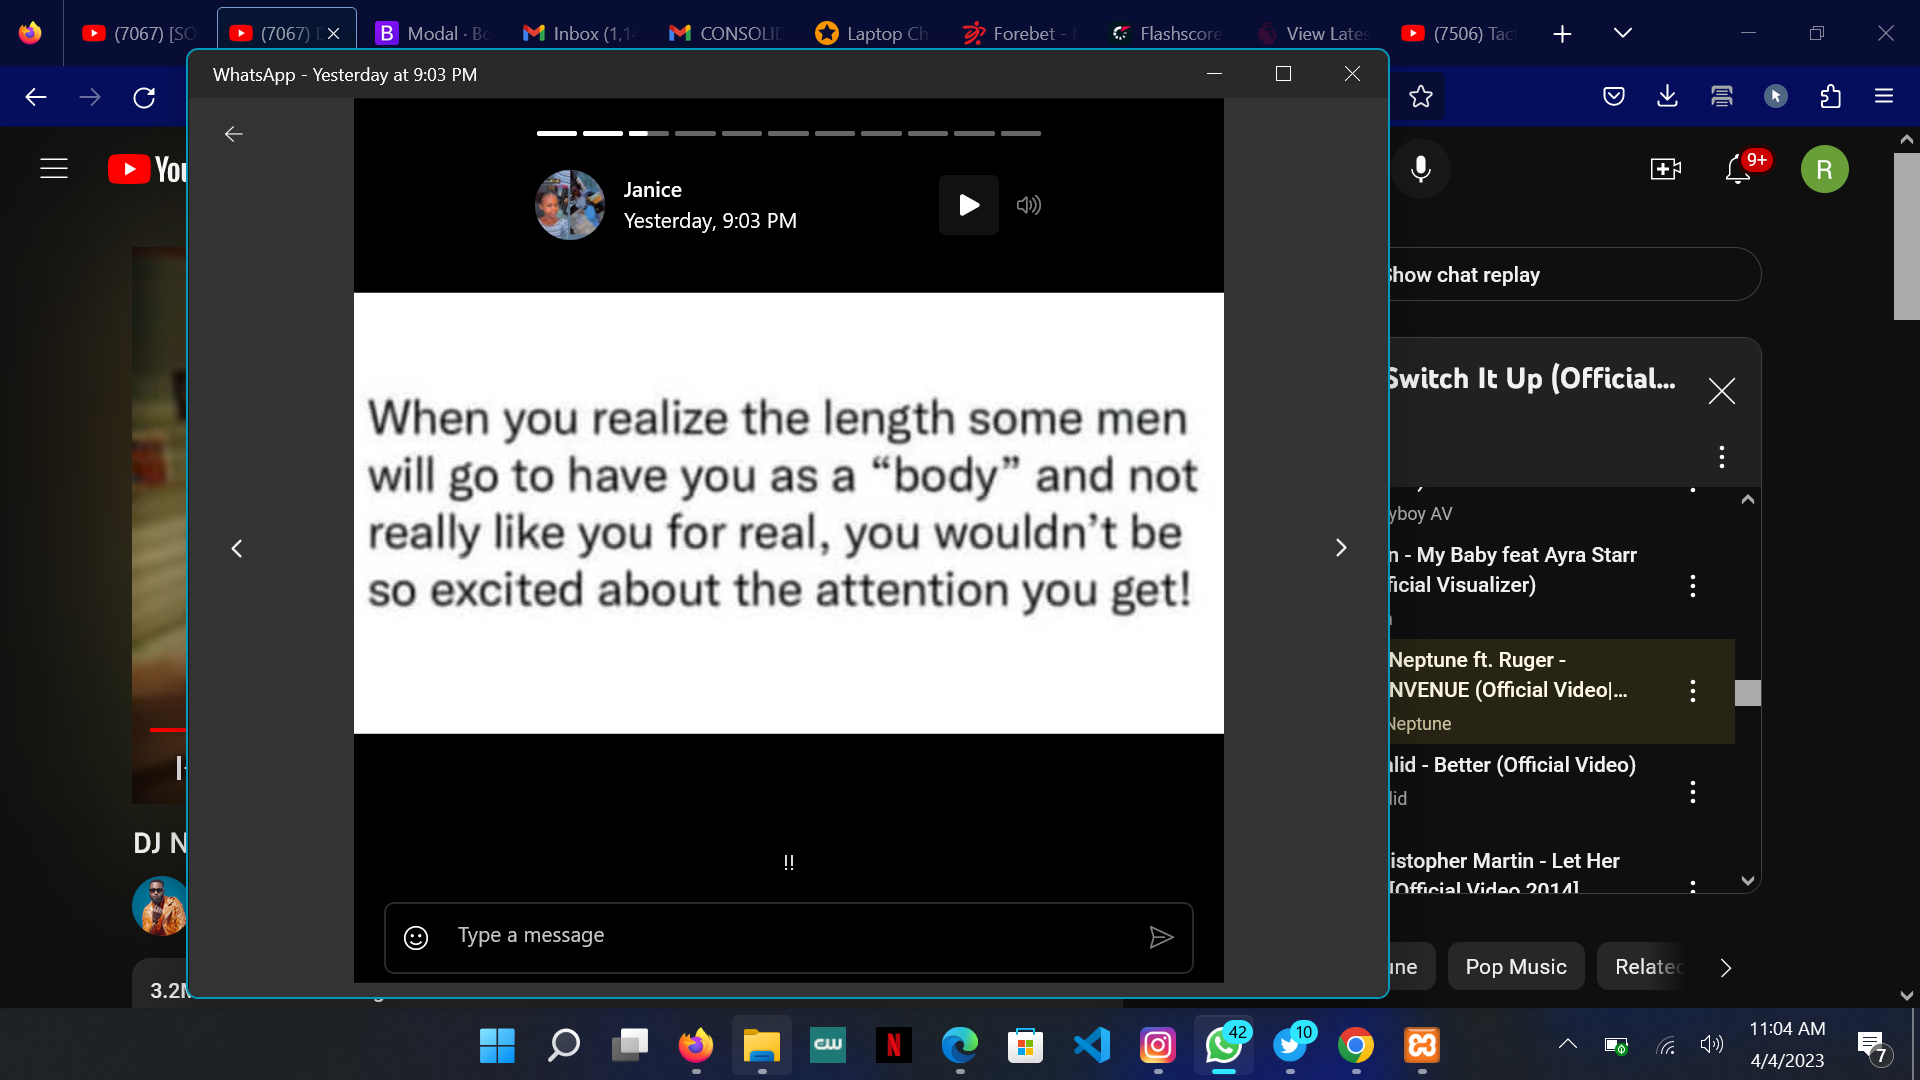 (7067) [SO
(7067) D
B Modal · Bo
Inbox (1,1
CONSOLID
Laptop Ch
Forebet -
Flashscore
View Lates
(7506) Tact
WhatsApp - Yesterday at 9:03 PM
You
9+
R
Janice
Yesterday, 9:03 PM
When you realize the length some men
will go to have you as a “body” and not
really like you for real, you wouldn’t be
so excited about the attention you get!
!!
Type a message
Show chat replay
Switch It Up (Official...
yboy AV
n - My Baby feat Ayra Starr
ficial Visualizer)
Neptune ft. Ruger -
NVENUE (Official Video|...
Neptune
lid - Better (Official Video)
lid
istopher Martin - Let Her
[Official Video 2014]
DJ N
3.2M
une
Pop Music
Related
CW
N
42
10
11:04 AM
4/4/2023
7